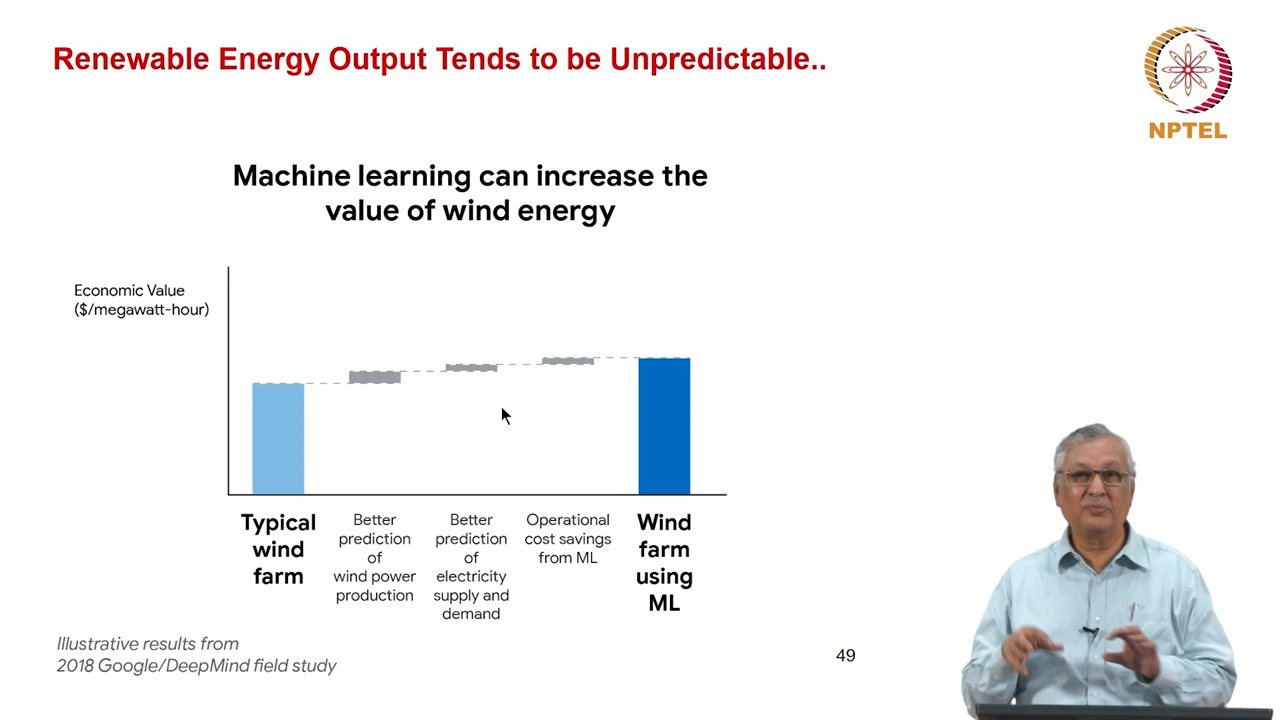 Renewable Energy Output Tends to be Unpredictable..
NPTEL
Machine learning can increase the
value of wind energy
Economic Value
($/megawatt-hour)
Typical
wind
farm
Better
prediction
of
wind power
production
Better
prediction
of
electricity
supply and
demand
Operational
cost savings
from ML
Wind
farm
using
ML
Illustrative results from
2018 Google/DeepMind field study
49